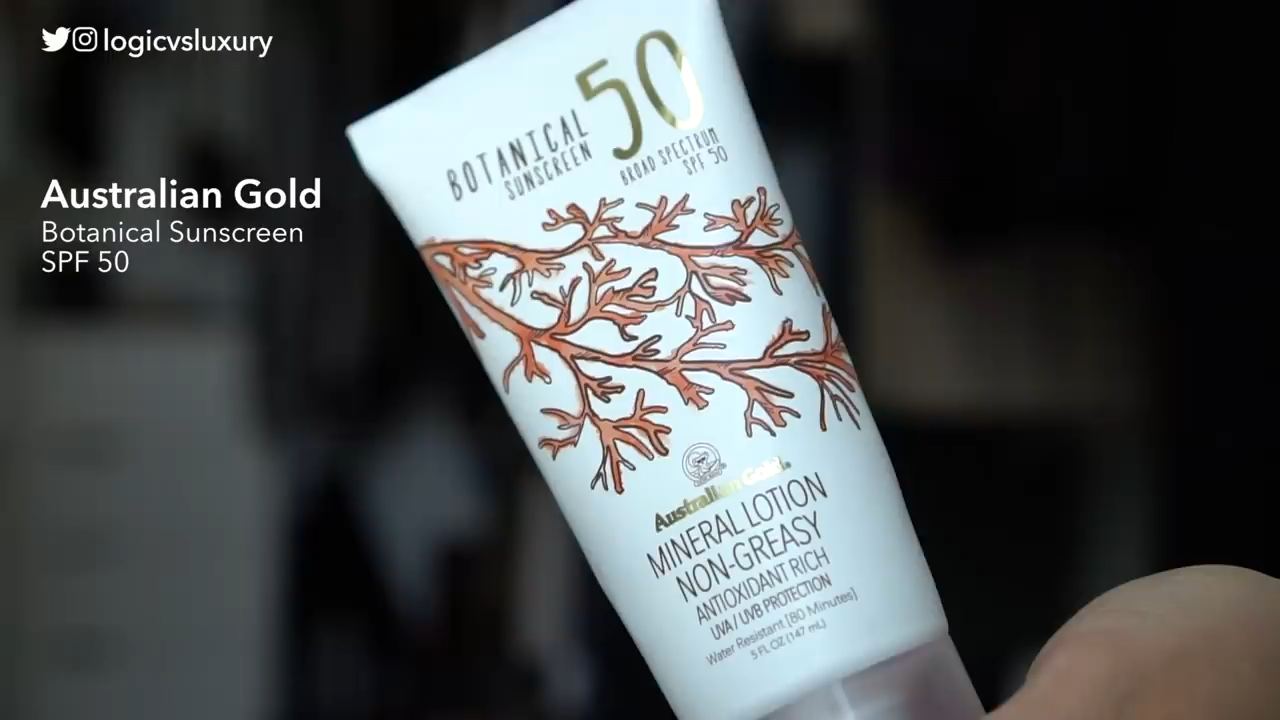 logicvsluxury
Australian Gold
Botanical Sunscreen
SPF 50
BOTANICAL
SUNSCREEN
50
BROAD SPECTRUM
SPF 50
Australian Gold
MINERAL LOTION
NON-GREASY
ANTIOXIDANT RICH
UVA / UVB PROTECTION
Water Resistant [80 Minutes]
5 FL OZ (147 mL)